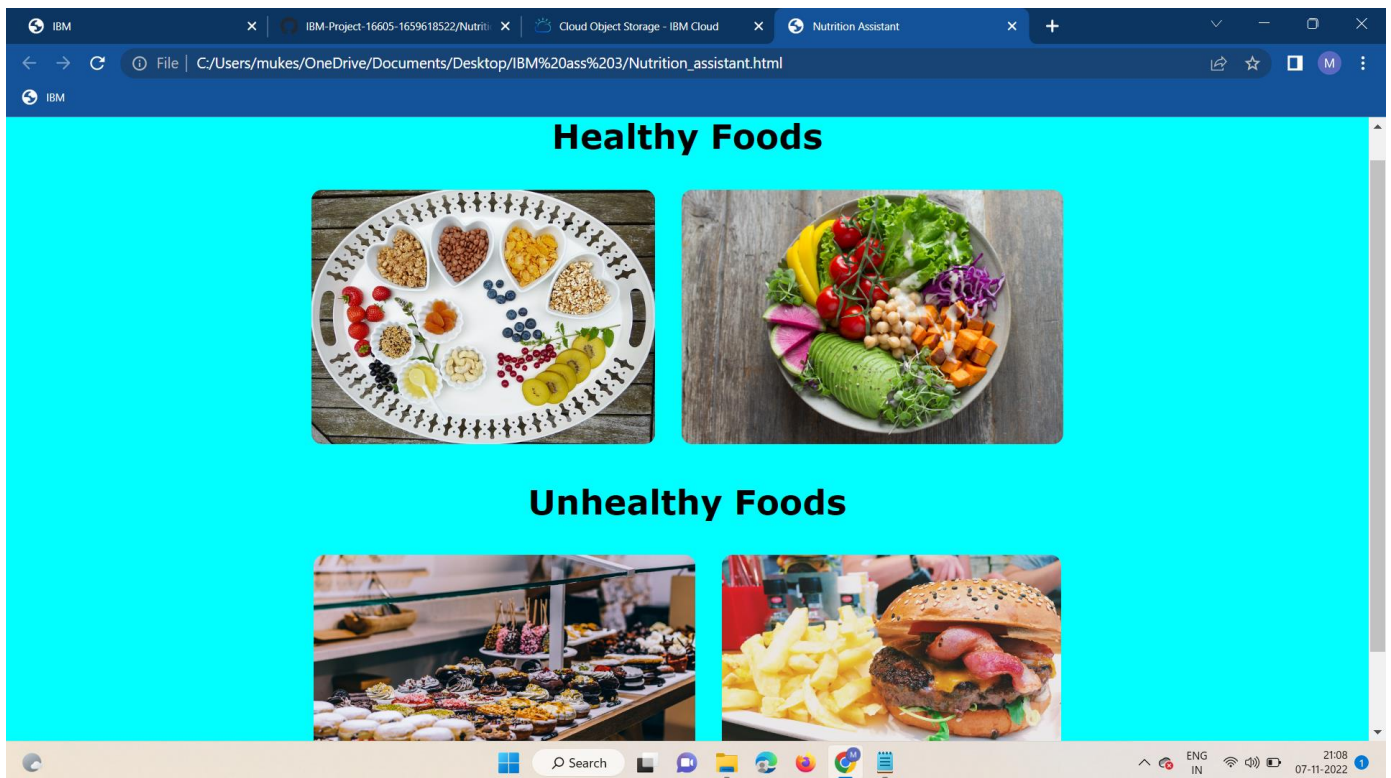 IBM
IBM-Project-16605-1659618522/Nutriti
Cloud Object Storage - IBM Cloud
Nutrition Assistant
File
C:/Users/mukes/OneDrive/Documents/Desktop/IBM%20ass%203/Nutrition_assistant.html
M
IBM
Healthy Foods
Unhealthy Foods
Search
M
ENG
IN
21:08
07-11-2022
1